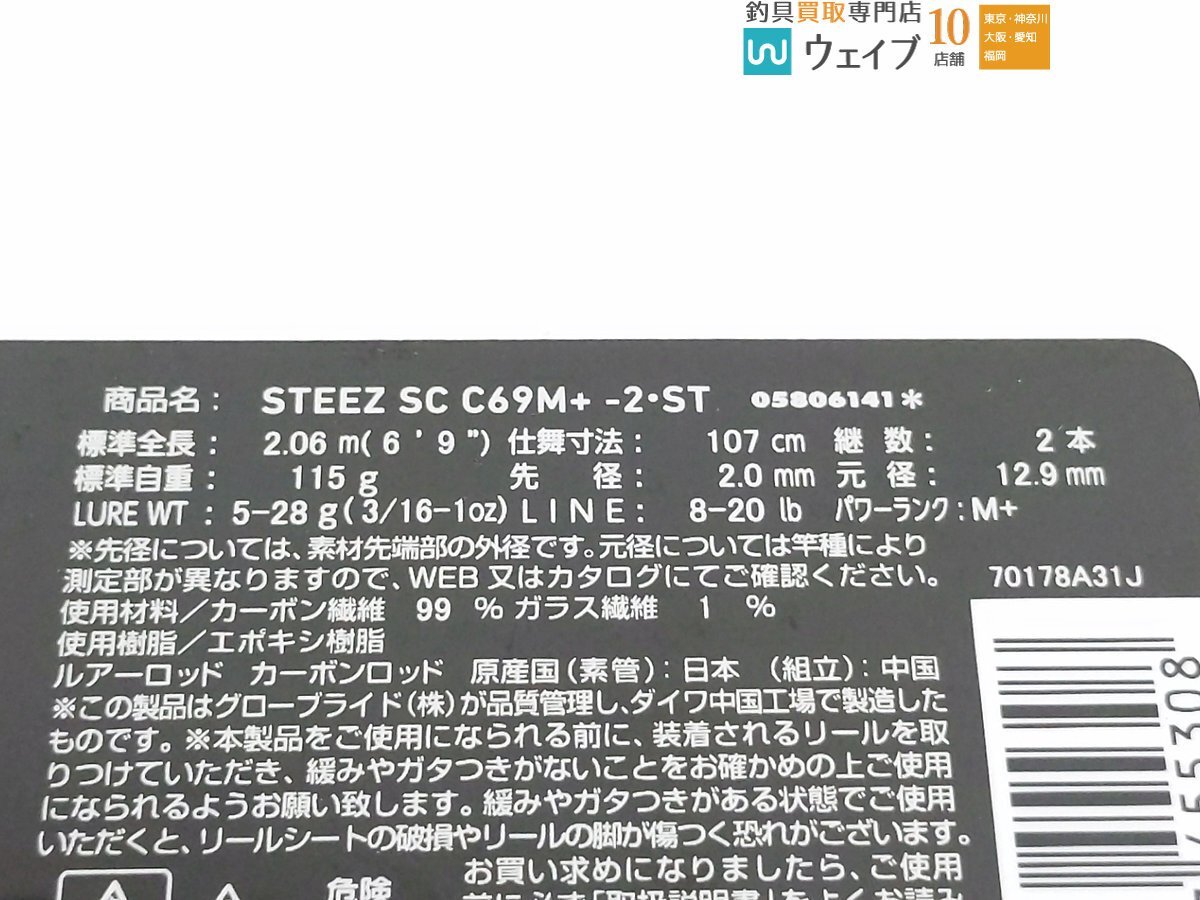 釣具買取専門店
ウェイブ
10
店舗
東京・神奈川
大阪・愛知
福岡
商品名： STEEZ SC C69M+ -2・ST 05806141*
標準全長： 2.06 m( 6 ' 9 ") 仕舞寸法： 107 cm 継 数： 2 本
標準自重： 115 g 先 径： 2.0 mm 元 径： 12.9 mm
LURE WT : 5-28 g( 3/16-1oz) L I N E : 8-20 lb パワーランク : M+
※先径については、素材先端部の外径です。元径については竿種により
測定部が異なりますので、WEB 又はカタログにてご確認ください。
70178A31J
使用材料／カーボン繊維 99 % ガラス繊維 1 %
使用樹脂／エポキシ樹脂
ルアーロッド カーボンロッド 原産国（素管）：日本 （組立）：中国
※この製品はグローブライド（株）が品質管理し、ダイワ中国工場で製造した
ものです。※本製品をご使用になられる前に、装着されるリールを取
りつけていただき、緩みやガタつきがないことをお確かめの上ご使用
になられるようお願い致します。緩みやガタつきがある状態でご使用
いただくと、リールシートの破損やリールの脚が傷つく恐れがございます。
お買い求めになりましたら、ご使用
前に必ず「取扱説明書」をよくお読み
危険
55308